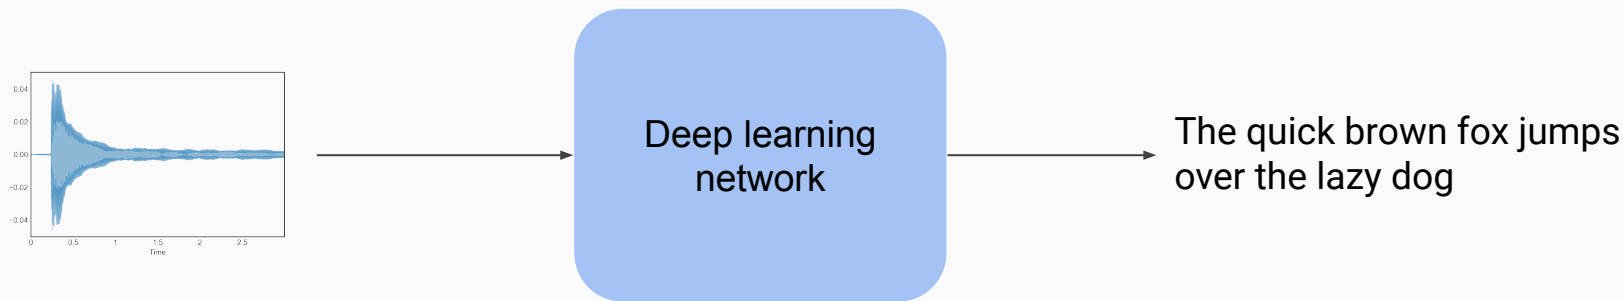 0.04
0.02
0.00
-0.02
-0.04
0 0.5 1 1.5 2 2.5
Time
Deep learning
network
The quick brown fox jumps
over the lazy dog